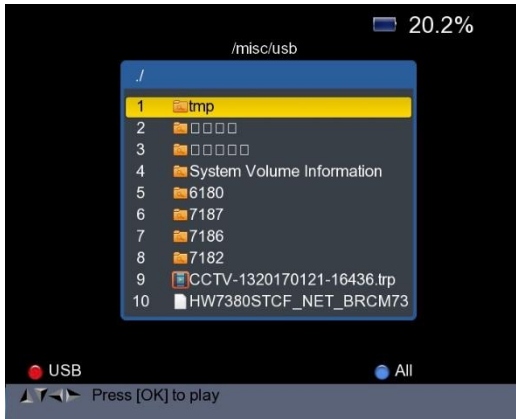 20.2%
/misc/usb
./
1 tmp
2 □□□□
3 □□□□□
4 System Volume Information
5 6180
6 7187
7 7186
8 7182
9 CCTV-1320170121-16436.trp
10 HW7380STCF_NET_BRCM73
USB All
Press [OK] to play